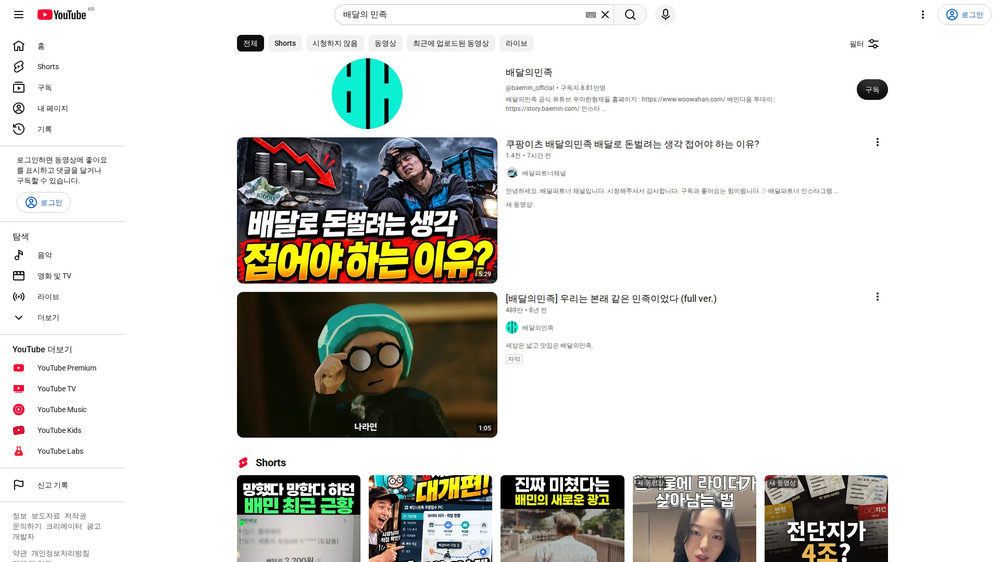 YouTube KR
배달의 민족
로그인
홈
Shorts
구독
내 페이지
기록
로그인하면 동영상에 좋아요
를 표시하고 댓글을 달거나
구독할 수 있습니다.
로그인
탐색
음악
영화 및 TV
라이브
더보기
YouTube 더보기
YouTube Premium
YouTube TV
YouTube Music
YouTube Kids
YouTube Labs
신고 기록
정보 보도자료 저작권
문의하기 크리에이터 광고
개발자
약관 개인정보처리방침
전체 Shorts 시청하지 않음 동영상 최근에 업로드된 동영상 라이브 필터
배달의민족
@baemin_official • 구독자 8.81만명
배달의민족 공식 유튜브 우아한형제들 홈페이지 : https://www.woowahan.com/ 배민다움 투데이 :
https://story.baemin.com/ 인스타 ...
구독
배달로 돈벌려는 생각
접어야 하는 이유?
5:29
쿠팡이츠 배달의민족 배달로 돈벌려는 생각 접어야 하는 이유?
1.4천 • 7시간 전
배달파트너채널
안녕하세요. 배달파트너 채널입니다. 시청해주셔서 감사합니다. 구독과 좋아요는 힘이됩니다. ▷배달파트너 인스타그램 ...
새 동영상
나라면
1:05
[배달의민족] 우리는 본래 같은 민족이었다 (full ver.)
489만 • 8년 전
배달의민족
세상은 넓고 맛집은 배달의민족.
자막
Shorts
망했다 망한다 하던
배민 최근 근황
(도담동)
배달료 2,200원
대개편!
진짜 미쳤다는
배민의 새로운 광고
새 동영상
로에 라이더가
살아남는 법
새 동영상
전단지가
4조?